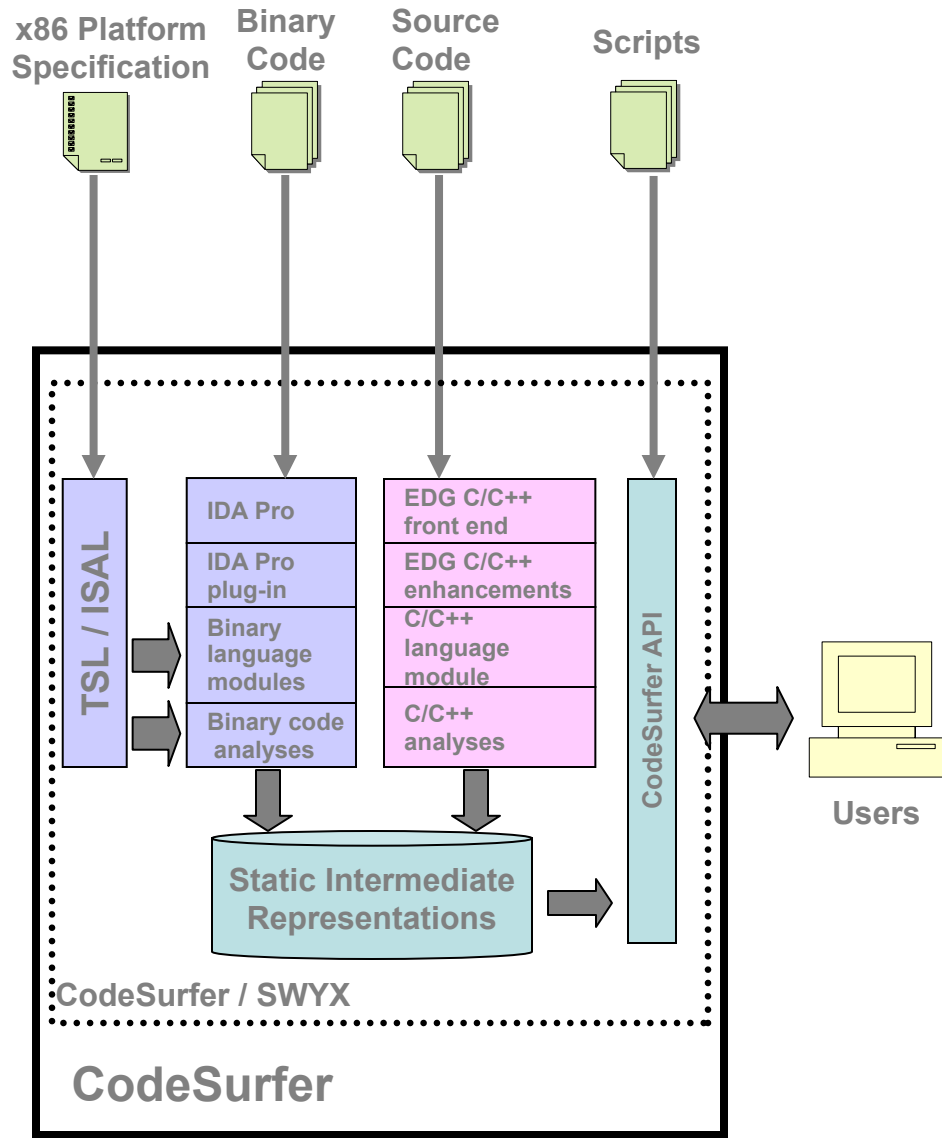 x86 Platform
Specification
Binary
Code
Source
Code
Scripts
TSL / ISAL
IDA Pro
IDA Pro
plug-in
Binary
language
modules
Binary code
analyses
EDG C/C++
front end
EDG C/C++
enhancements
C/C++
language
module
C/C++
analyses
CodeSurfer API
Users
Static Intermediate
Representations
CodeSurfer / SWYX
CodeSurfer